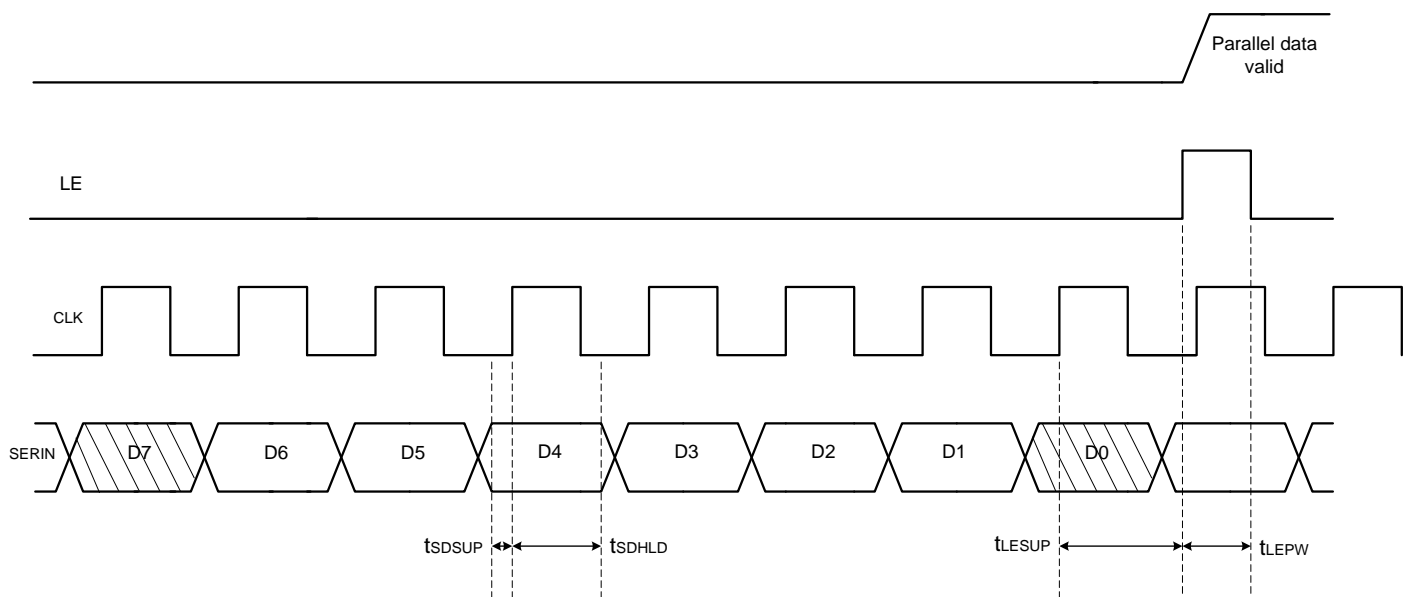 Parallel data
valid
LE
CLK
SERIN
D7
D6
D5
D4
D3
D2
D1
D0
tSDSUP
tSDHLD
tLESUP
tLEPW